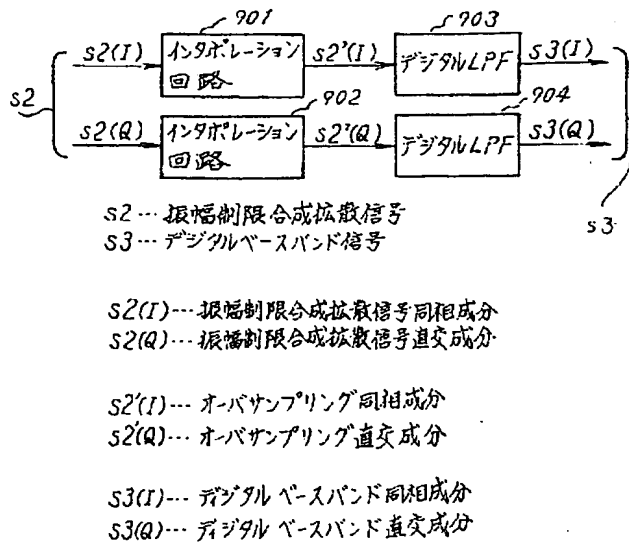 901
903
s2(I)
インタポレーション
回路
s2'(I)
デジタルLPF
s3(I)
s2
902
904
s2(Q)
インタポレーション
回路
s2'(Q)
デジタルLPF
s3(Q)
s3
s2…振幅制限合成拡散信号
s3…デジタルベースバンド信号
s2(I)…振幅制限合成拡散信号同相成分
s2(Q)…振幅制限合成拡散信号直交成分
s2'(I)…オーバサンプリング同相成分
s2'(Q)…オーバサンプリング直交成分
s3(I)…ディジタルベースバンド同相成分
s3(Q)…ディジタルベースバンド直交成分